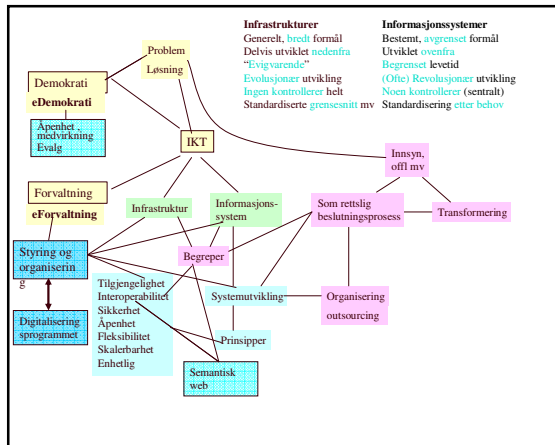 Infrastrukturer
Generelt, bredt formål
Delvis utviklet nedenfra
“Evigvarende”
Evolusjonær utvikling
Ingen kontrollerer helt
Standardiserte grensesnitt mv
Informasjonssystemer
Bestemt, avgrenset formål
Utviklet ovenfra
Begrenset levetid
(Ofte) Revolusjonær utvikling
Noen kontrollerer (sentralt)
Standardisering etter behov
Problem
Løsning
Demokrati
eDemokrati
Åpenhet ,
medvirkning
Evalg
IKT
Innsyn,
offl mv
Forvaltning
eForvaltning
Infrastruktur
Informasjons-
system
Som rettslig
beslutningsprosess
Transformering
Styring og
organiserin
g
Begreper
Tilgjengelighet
Interoperabilitet
Sikkerhet
Åpenhet
Fleksibilitet
Skalerbarhet
Enhetlig
Systemutvikling
Organisering
outsourcing
Digitalisering
sprogrammet
Prinsipper
Semantisk
web